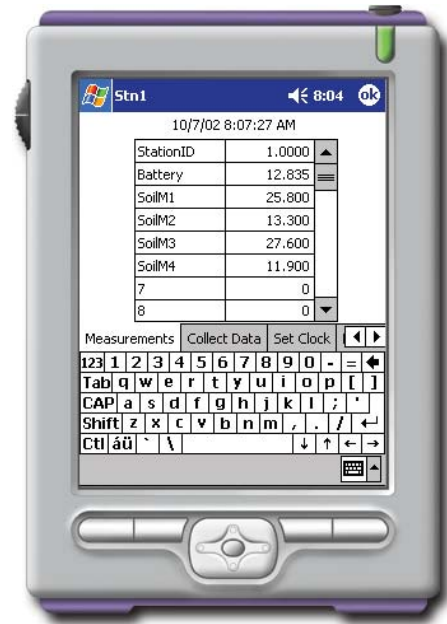 Stn1 8:04 ok
10/7/02 8:07:27 AM
StationID 1.0000
Battery 12.835
SoilM1 25.800
SoilM2 13.300
SoilM3 27.600
SoilM4 11.900
7 0
8 0
Measurements Collect Data Set Clock
123 1 2 3 4 5 6 7 8 9 0 - =
Tab q w e r t y u i o p [ ]
CAP a s d f g h j k l ; '
Shift z x c v b n m , . /
Ctl áü ` \